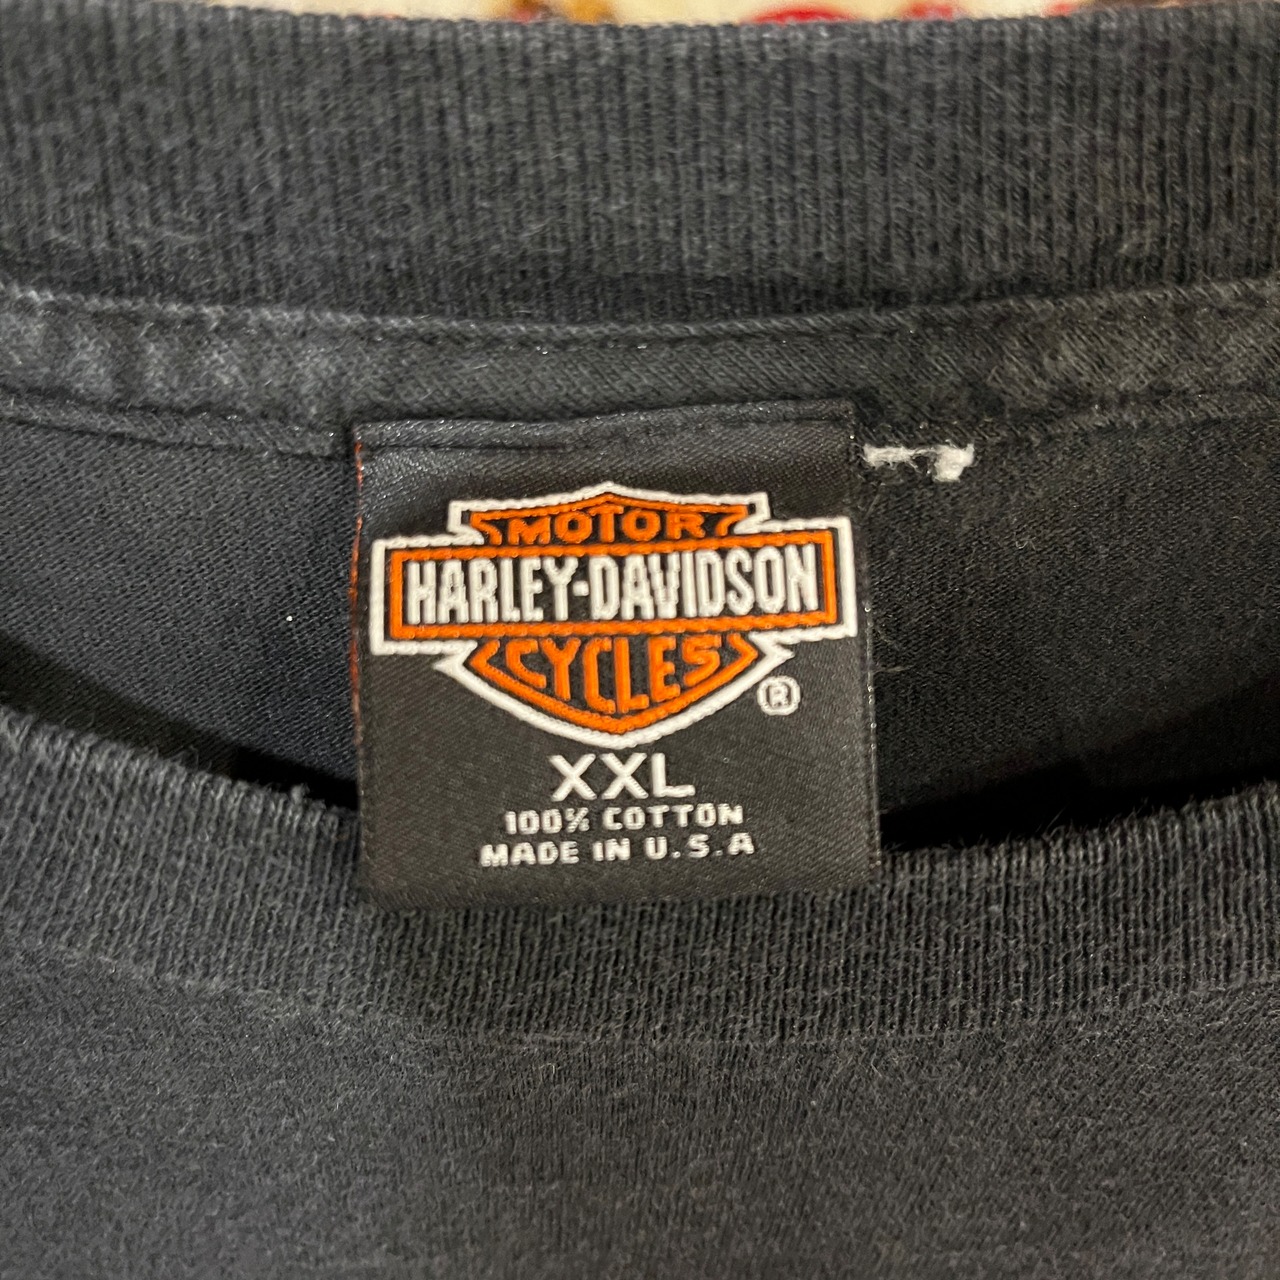 MOTOR
HARLEY-DAVIDSON
CYCLES
®
XXL
100% COTTON
MADE IN U.S.A